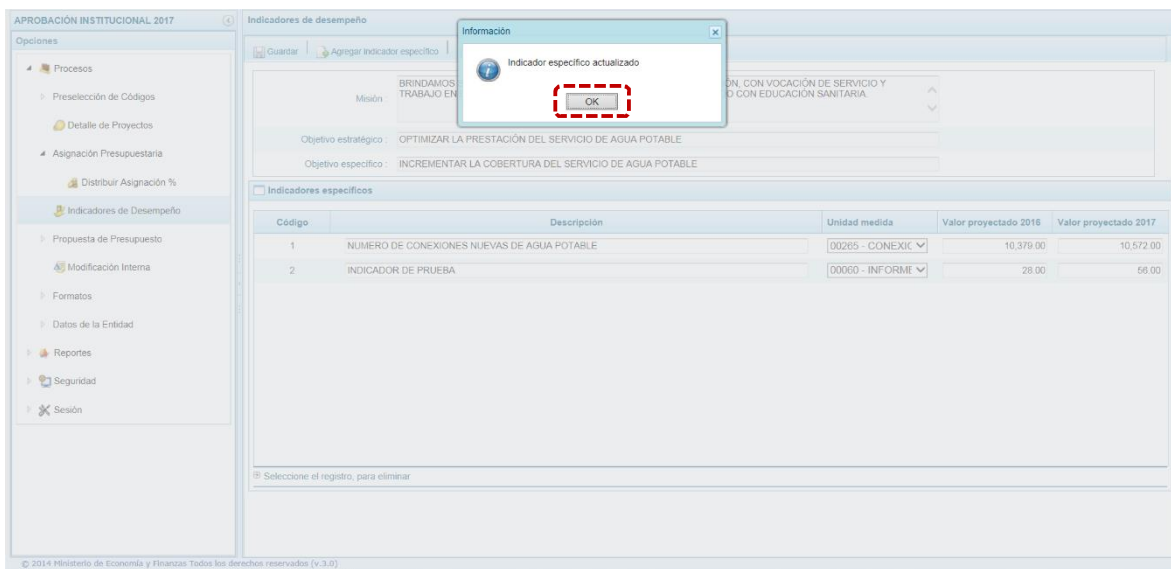 APROBACIÓN INSTITUCIONAL 2017
Opciones
Procesos
Preselección de Códigos
Detalle de Proyectos
Asignación Presupuestaria
Distribuir Asignación %
Indicadores de Desempeño
Propuesta de Presupuesto
Modificación Interna
Formatos
Datos de la Entidad
Reportes
Seguridad
Sesión
Indicadores de desempeño
Guardar Agregar indicador específico
Información
Indicador específico actualizado
OK
Misión : BRINDAMOS CON VOCACIÓN DE SERVICIO Y
TRABAJO EN CON EDUCACIÓN SANITARIA.
Objetivo estratégico : OPTIMIZAR LA PRESTACIÓN DEL SERVICIO DE AGUA POTABLE
Objetivo específico : INCREMENTAR LA COBERTURA DEL SERVICIO DE AGUA POTABLE
Indicadores específicos
Código Descripción Unidad medida Valor proyectado 2016 Valor proyectado 2017
1 NUMERO DE CONEXIONES NUEVAS DE AGUA POTABLE 00265 - CONEXIC 10,379.00 10,572.00
2 INDICADOR DE PRUEBA 00060 - INFORME 28.00 56.00
Seleccione el registro, para eliminar
© 2014 Ministerio de Economía y Finanzas Todos los derechos reservados (v.3.0)